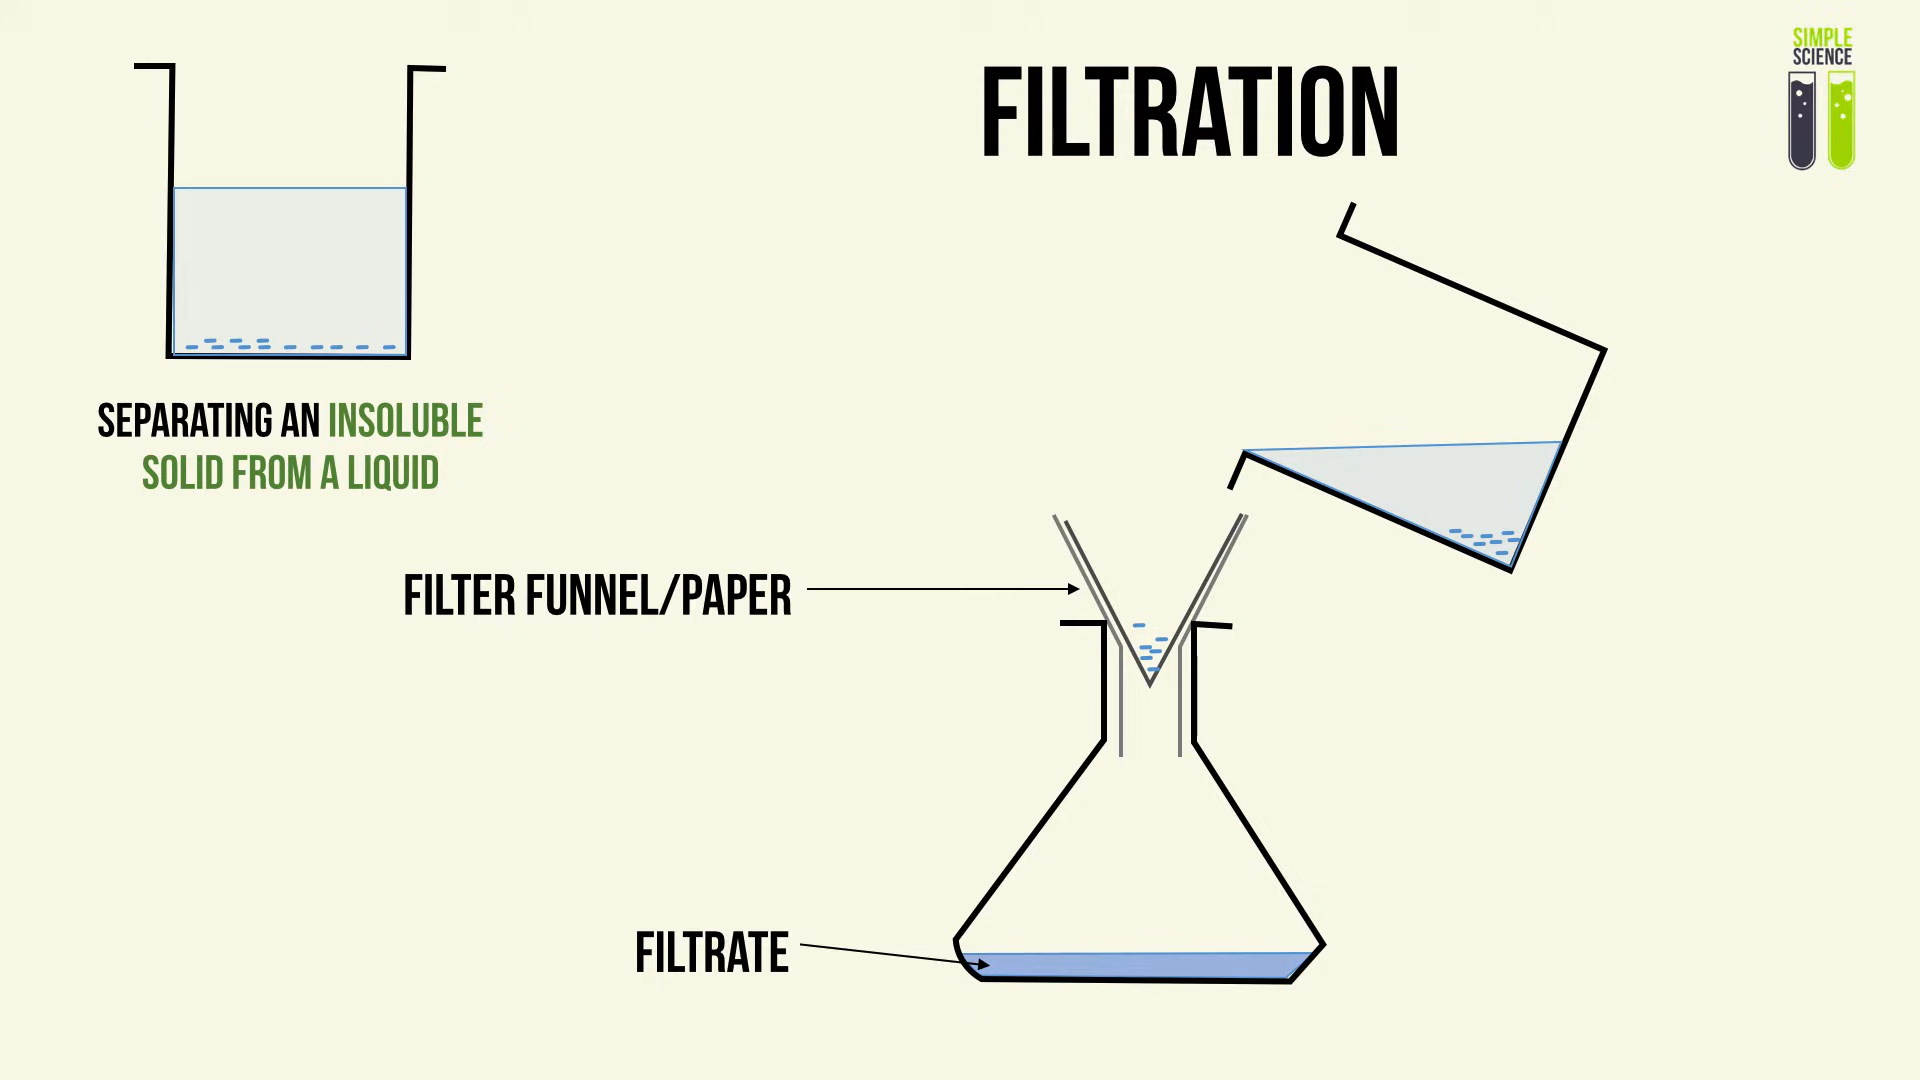 FILTRATION
SIMPLE
SCIENCE
SEPARATING AN INSOLUBLE
SOLID FROM A LIQUID
FILTER FUNNEL/PAPER
FILTRATE